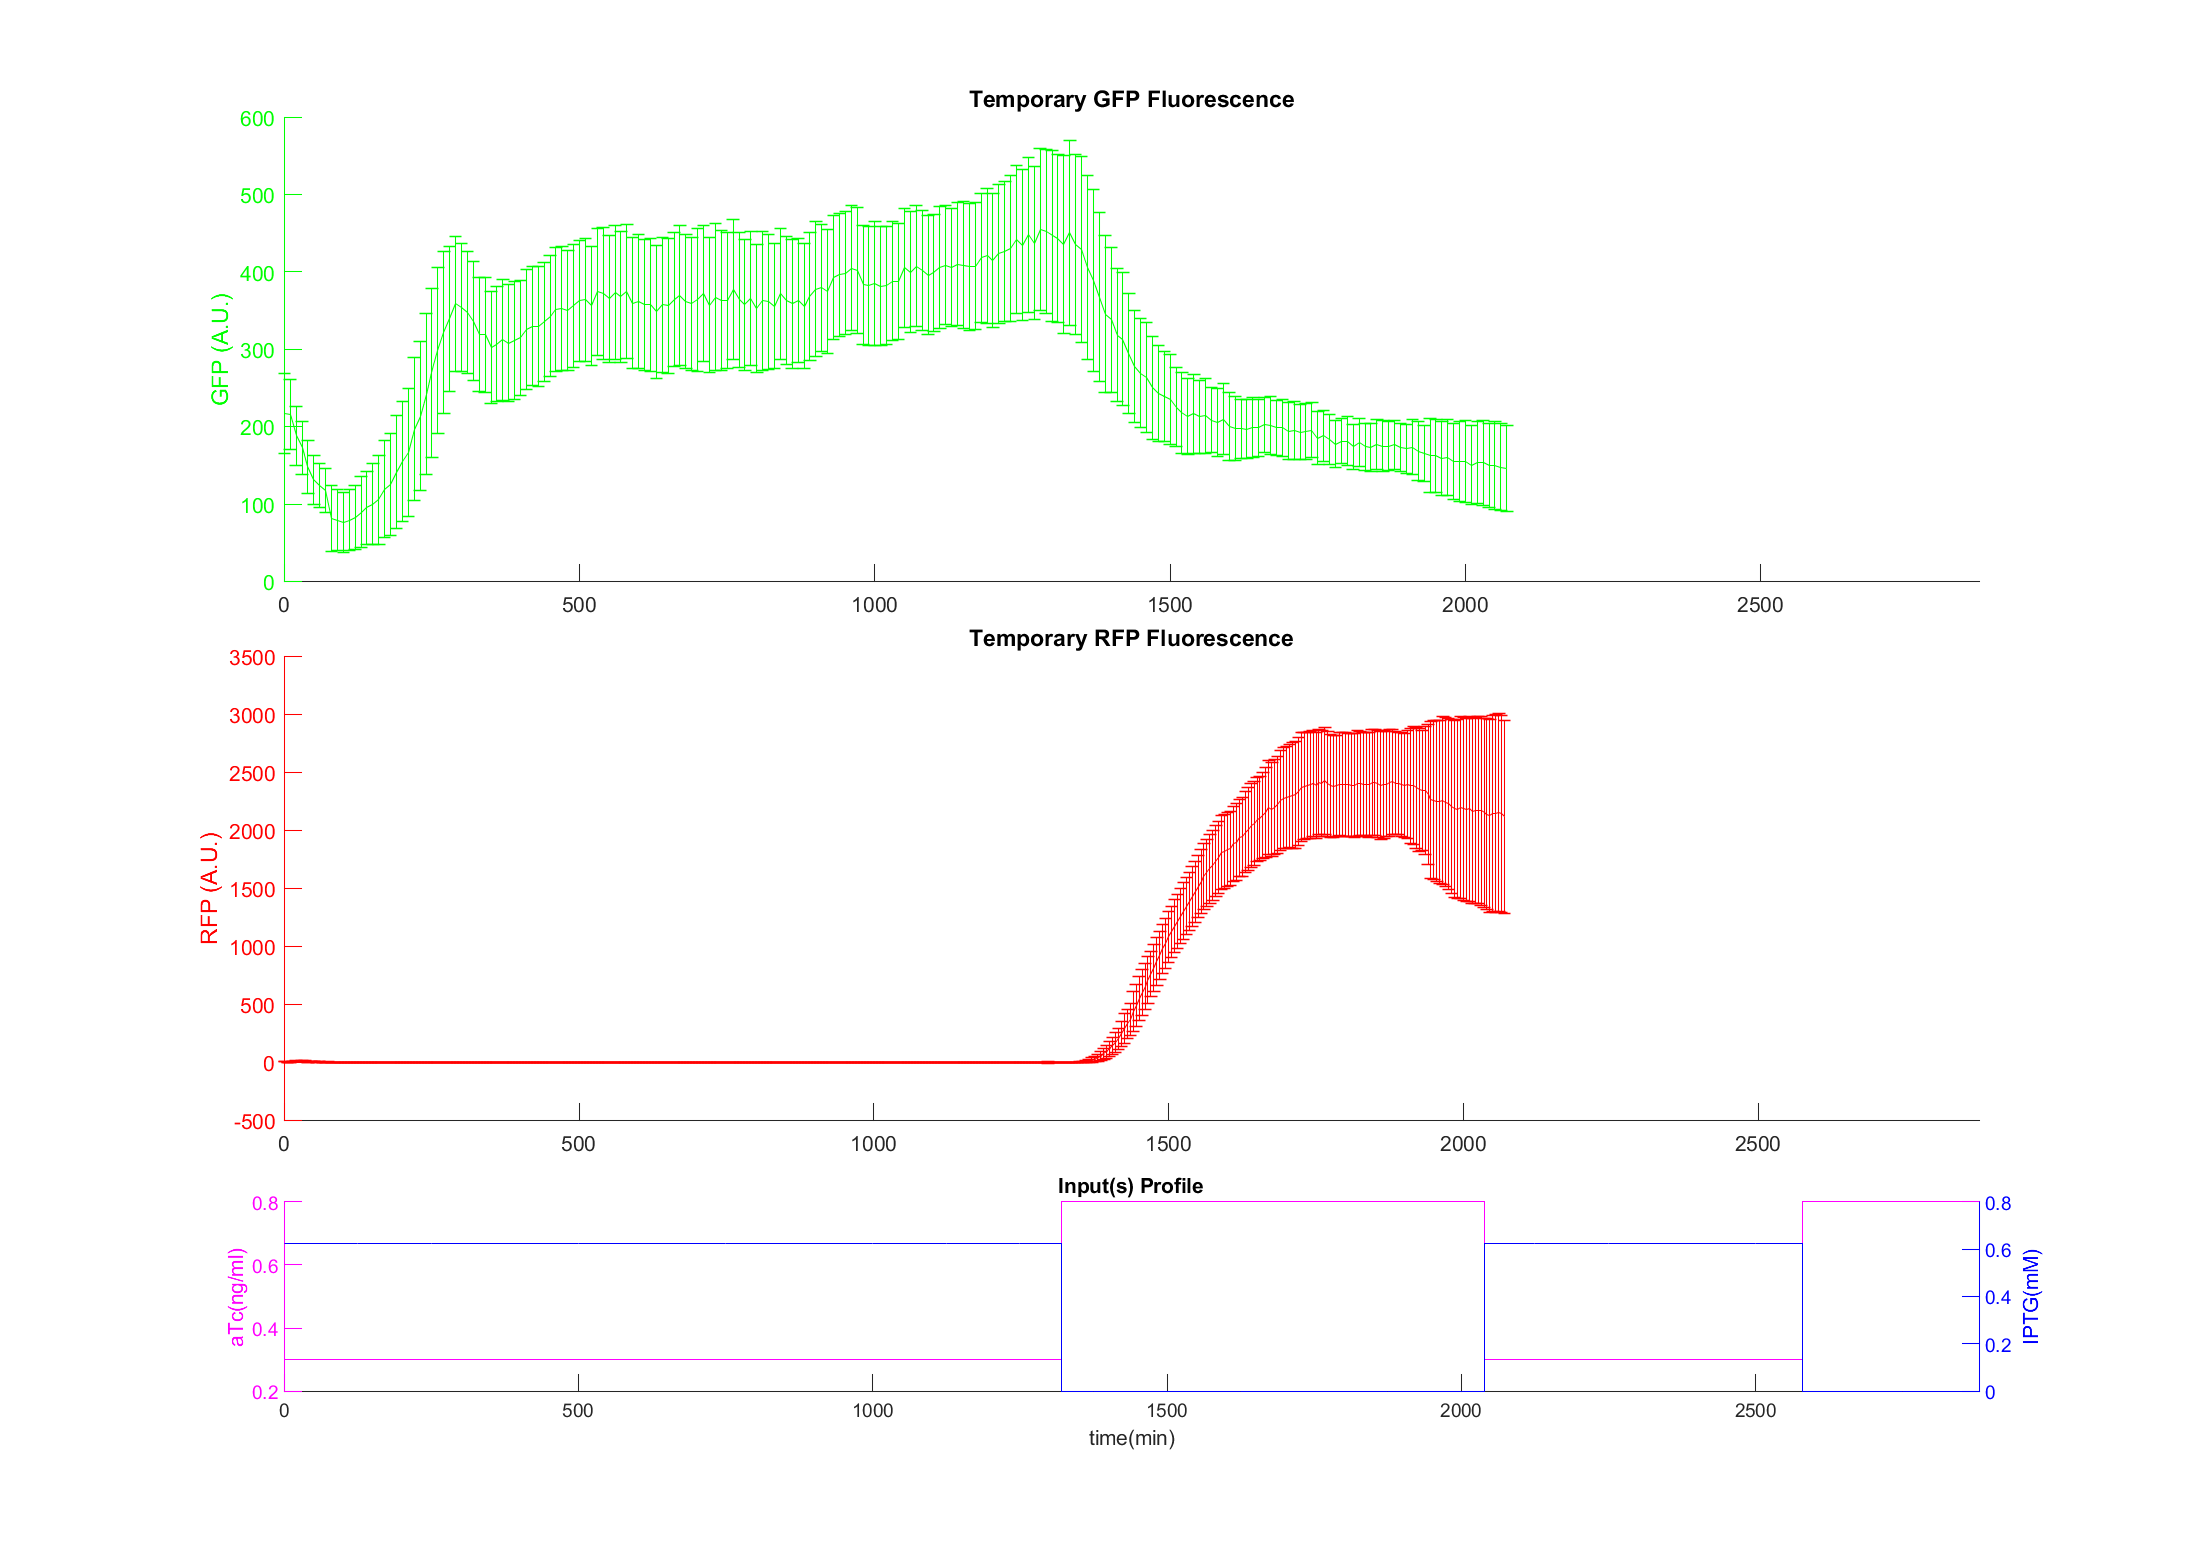 Temporary GFP Fluorescence
GFP (A.U.)
600
500
400
300
200
100
0
0 500 1000 1500 2000 2500
Temporary RFP Fluorescence
RFP (A.U.)
3500
3000
2500
2000
1500
1000
500
0
-500
0 500 1000 1500 2000 2500
Input(s) Profile
aTc(ng/ml)
0.8
0.6
0.4
0.2
0.8
0.6
0.4
0.2
0
IPTG(mM)
0 500 1000 1500 2000 2500
time(min)